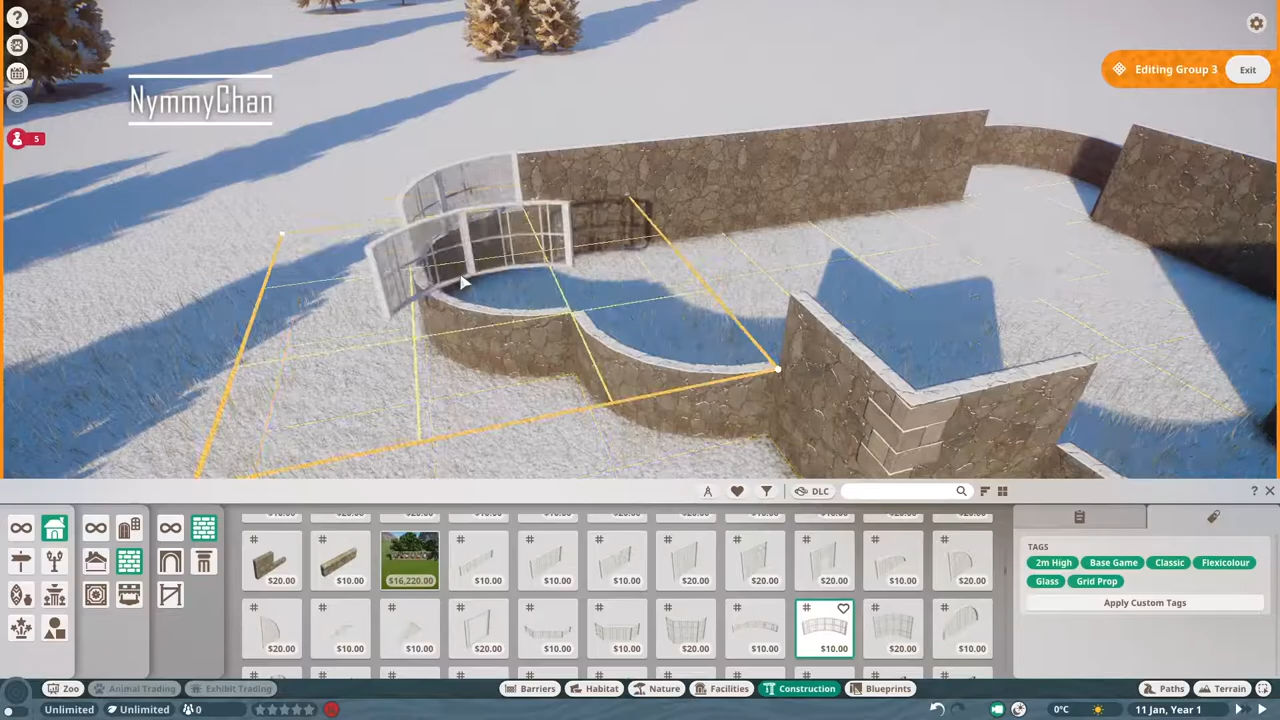 ?
Editing Group 3
Exit
NymmyChan
5
DLC
? ×
$20.00 $10.00 $16,220.00 $10.00 $10.00 $10.00 $20.00 $20.00 $20.00 $10.00 $20.00
$20.00 $10.00 $10.00 $20.00 $10.00 $10.00 $20.00 $10.00 $10.00 $20.00 $10.00
TAGS
2m High Base Game Classic Flexicolour
Glass Grid Prop
Apply Custom Tags
Zoo Animal Trading Exhibit Trading Barriers Habitat Nature Facilities Construction Blueprints Paths Terrain
Unlimited Unlimited 0 0°C 11 Jan, Year 1